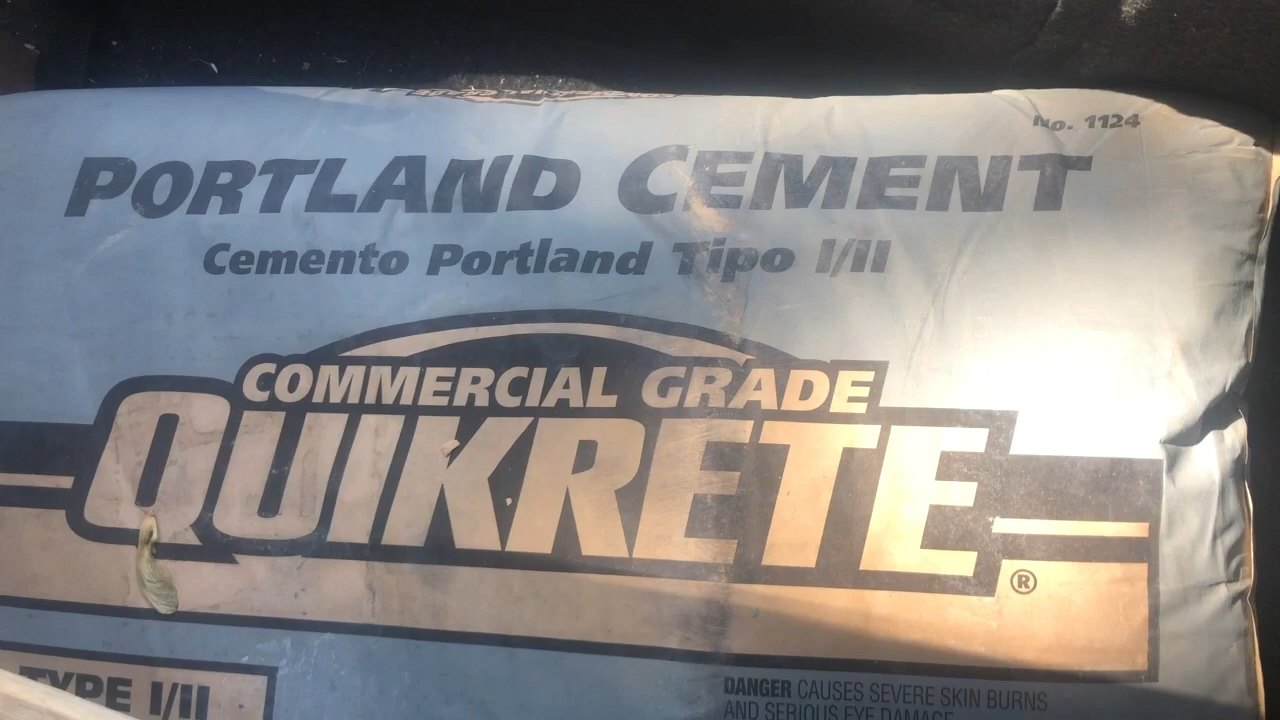 No. 1124
PORTLAND CEMENT
Cemento Portland Tipo I/II
COMMERCIAL GRADE
QUIKRETE®
TYPE I/II
DANGER CAUSES SEVERE SKIN BURNS
AND SERIOUS EYE DAMAGE